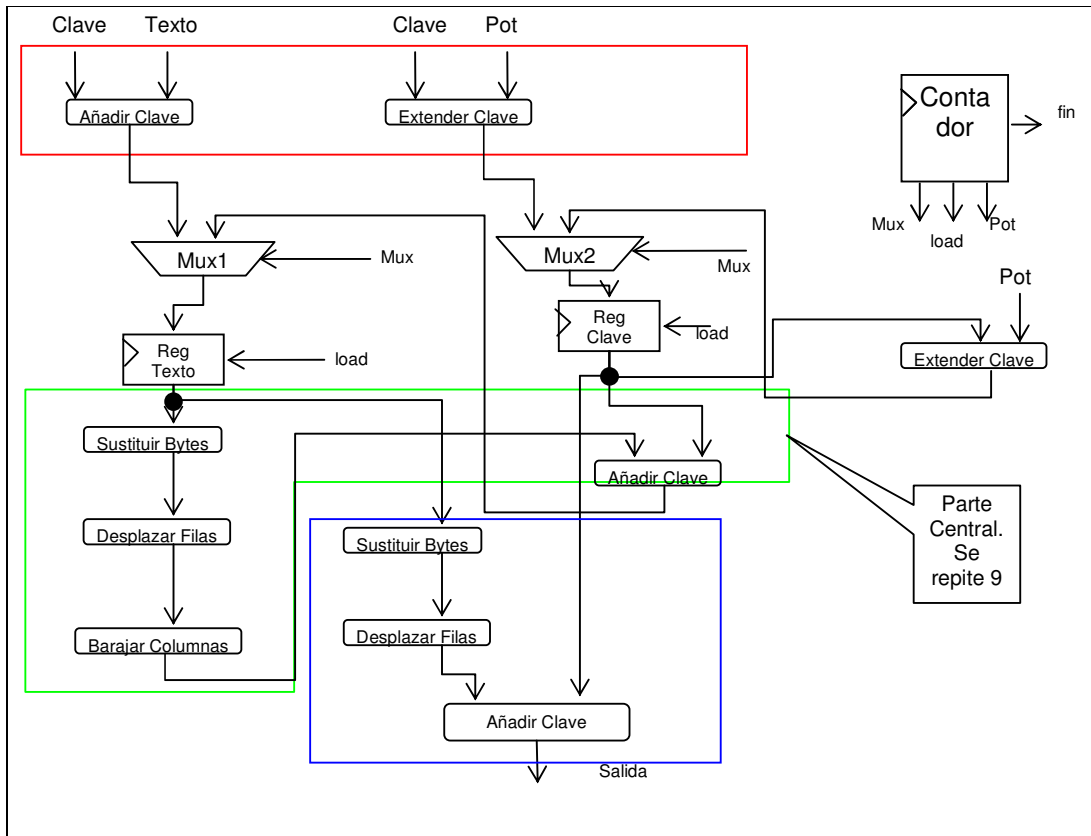 Clave
Texto
Clave
Pot
Añadir Clave
Extender Clave
Conta
dor
fin
Mux
load
Pot
Mux1
Mux
Mux2
Mux
Pot
Reg
Texto
load
Reg
Clave
load
Extender Clave
Sustituir Bytes
Añadir Clave
Desplazar Filas
Sustituir Bytes
Parte
Central.
Se
repite 9
Barajar Columnas
Desplazar Filas
Añadir Clave
Salida